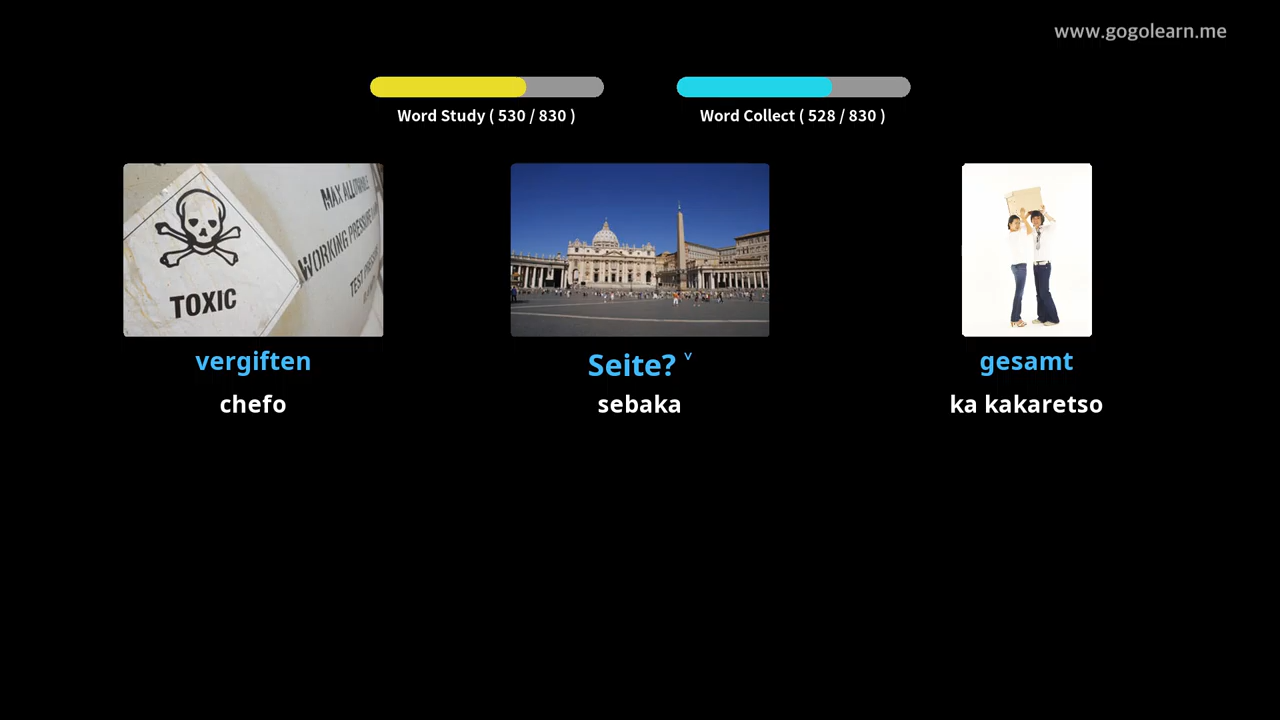 www.gogolearn.me
Word Study ( 530 / 830 )
Word Collect ( 528 / 830 )
TOXIC
MAX ALLOWABLE
WORKING PRESSURE
TEST
vergiften
Seite? ᵛ
gesamt
chefo
sebaka
ka kakaretso